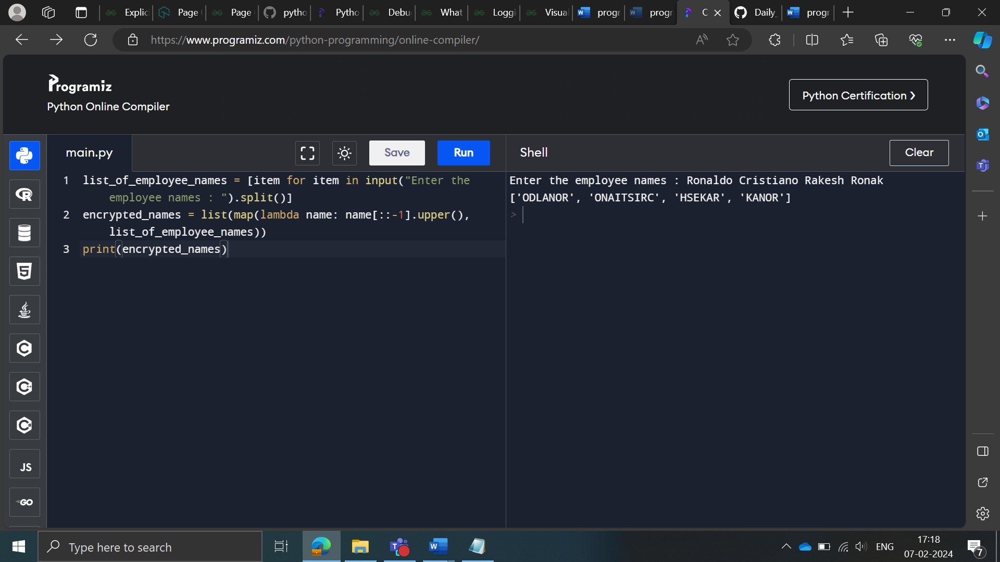 Explic
Page
Page
pytho
Pytho
Debu
What
Loggi
Visua
progr
progr
C
Daily_
progr
https://www.programiz.com/python-programming/online-compiler/
Programiz
Python Online Compiler
Python Certification ❯
main.py
Save
Run
Shell
Clear
1 list_of_employee_names = [item for item in input("Enter the
employee names : ").split()]
2 encrypted_names = list(map(lambda name: name[::-1].upper(),
list_of_employee_names))
3 print(encrypted_names)
Enter the employee names : Ronaldo Cristiano Rakesh Ronak
['ODLANOR', 'ONAITSIRC', 'HSEKAR', 'KANOR']
>
JS
GO
Type here to search
ENG
17:18
07-02-2024
7